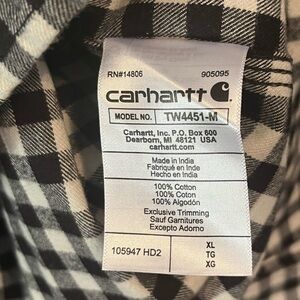 RN#14806 905095
carhartt
MODEL NO. TW4451-M
Carhartt, Inc. P.O. Box 600
Dearborn, MI 48121 USA
carhartt.com
Made in India
Fabriqué en Inde
Hecho en India
100% Cotton
100% Coton
100% Algodón
Exclusive Trimming
Sauf Garnitures
Excepto Adorno
105947 HD2
XL
TG
XG